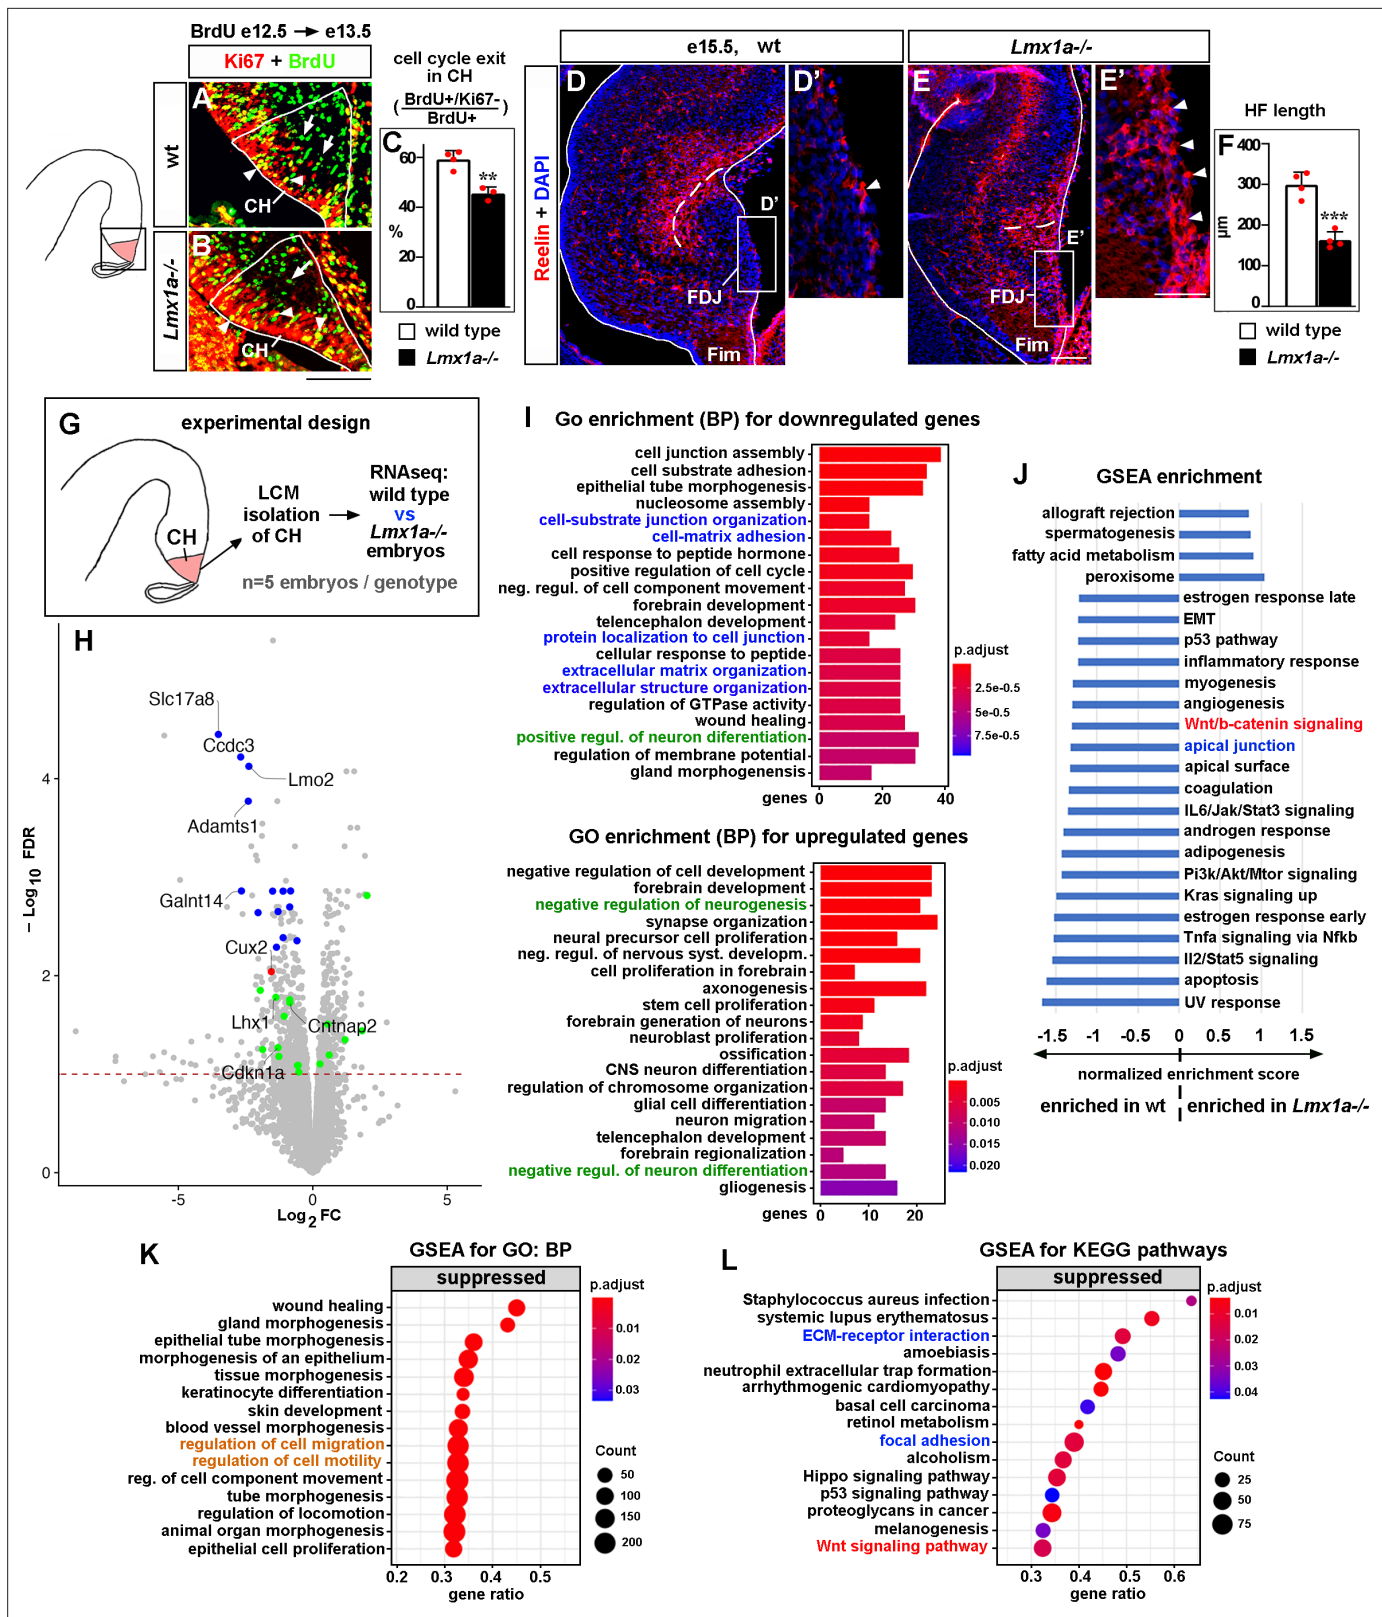 BrdU e12.5 → e13.5
Ki67 + BrdU
cell cycle exit
in CH
( BrdU+/Ki67-
BrdU+ )
wt
Lmx1a-/-
A
CH
B
CH
C
60
40
%
20
0
**
wild type
Lmx1a-/-
e15.5, wt
Lmx1a-/-
Reelin + DAPI
D
D'
FDJ
Fim
D'
E
E'
FDJ
Fim
E'
HF length
F
400
300
µm
200
100
0
***
wild type
Lmx1a-/-
G
experimental design
CH
LCM
isolation
of CH
RNAseq:
wild type
vs
Lmx1a-/-
embryos
n=5 embryos / genotype
H
Slc17a8
Ccdc3
Lmo2
Adamts1
Galnt14
Cux2
Lhx1
Cntnap2
Cdkn1a
4
2
0
− Log10 FDR
-5
0
5
Log2 FC
I
Go enrichment (BP) for downregulated genes
cell junction assembly
cell substrate adhesion
epithelial tube morphogenesis
nucleosome assembly
cell-substrate junction organization
cell-matrix adhesion
cell response to peptide hormone
positive regulation of cell cycle
neg. regul. of cell component movement
forebrain development
telencephalon development
protein localization to cell junction
cellular response to peptide
extracellular matrix organization
extracellular structure organization
regulation of GTPase activity
wound healing
positive regul. of neuron diferentiation
regulation of membrane potential
gland morphogenensis
genes
0
20
40
p.adjust
2.5e-0.5
5e-0.5
7.5e-0.5
GO enrichment (BP) for upregulated genes
negative regulation of cell development
forebrain development
negative regulation of neurogenesis
synapse organization
neural precursor cell proliferation
neg. regul. of nervous syst. developm.
cell proliferation in forebrain
axonogenesis
stem cell proliferation
forebrain generation of neurons
neuroblast proliferation
ossification
CNS neuron differentiation
regulation of chromosome organization
glial cell differentiation
neuron migration
telencephalon development
forebrain regionalization
negative regul. of neuron differentiation
gliogenesis
genes
0
10
20
p.adjust
0.005
0.010
0.015
0.020
J
GSEA enrichment
allograft rejection
spermatogenesis
fatty acid metabolism
peroxisome
estrogen response late
EMT
p53 pathway
inflammatory response
myogenesis
angiogenesis
Wnt/b-catenin signaling
apical junction
apical surface
coagulation
IL6/Jak/Stat3 signaling
androgen response
adipogenesis
Pi3k/Akt/Mtor signaling
Kras signaling up
estrogen response early
Tnfa signaling via Nfkb
Il2/Stat5 signaling
apoptosis
UV response
-1.5
-1
-0.5
0
0.5
1
1.5
normalized enrichment score
enriched in wt
enriched in Lmx1a-/-
K
GSEA for GO: BP
suppressed
wound healing
gland morphogenesis
epithelial tube morphogenesis
morphogenesis of an epithelium
tissue morphogenesis
keratinocyte differentiation
skin development
blood vessel morphogenesis
regulation of cell migration
regulation of cell motility
reg. of cell component movement
tube morphogenesis
regulation of locomotion
animal organ morphogenesis
epithelial cell proliferation
0.2
0.3
0.4
0.5
gene ratio
p.adjust
0.01
0.02
0.03
Count
50
100
150
200
L
GSEA for KEGG pathways
suppressed
Staphylococcus aureus infection
systemic lupus erythematosus
ECM-receptor interaction
amoebiasis
neutrophil extracellular trap formation
arrhythmogenic cardiomyopathy
basal cell carcinoma
retinol metabolism
focal adhesion
alcoholism
Hippo signaling pathway
p53 signaling pathway
proteoglycans in cancer
melanogenesis
Wnt signaling pathway
0.3
0.4
0.5
0.6
gene ratio
p.adjust
0.01
0.02
0.03
0.04
Count
25
50
75